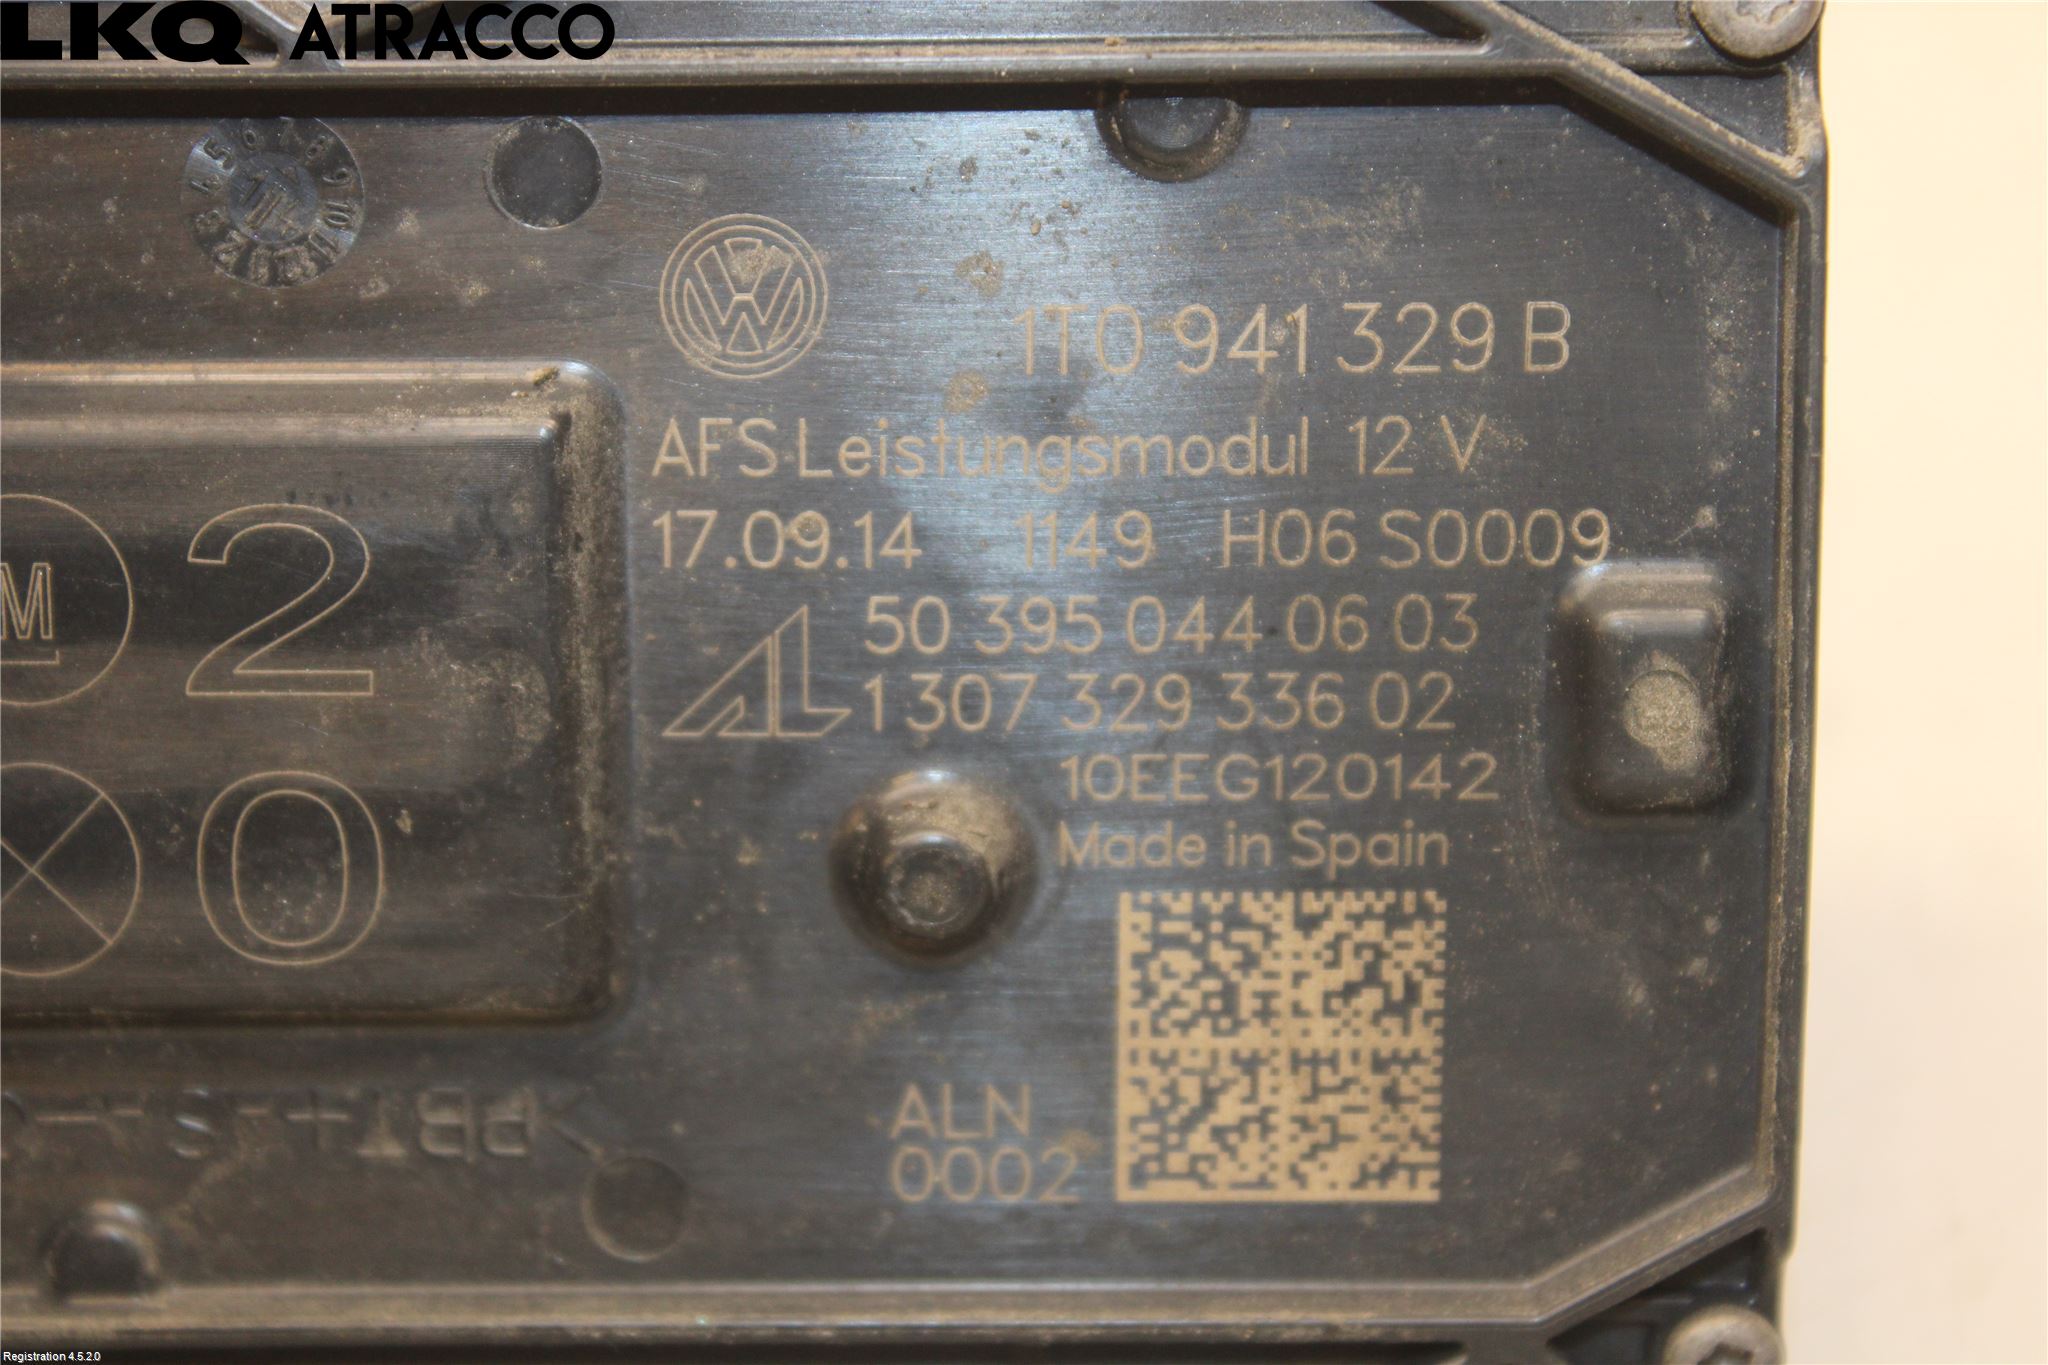 LKQ ATRACCO
1T0 941 329 B
AFS-Leistungsmodul 12 V
17.09.14 1149 H06 S0009
50 395 044 06 03
AL 1 307 329 336 02
10EEG120142
Made in Spain
M 2
0
ALN
0002
Registration 4.5.2.0